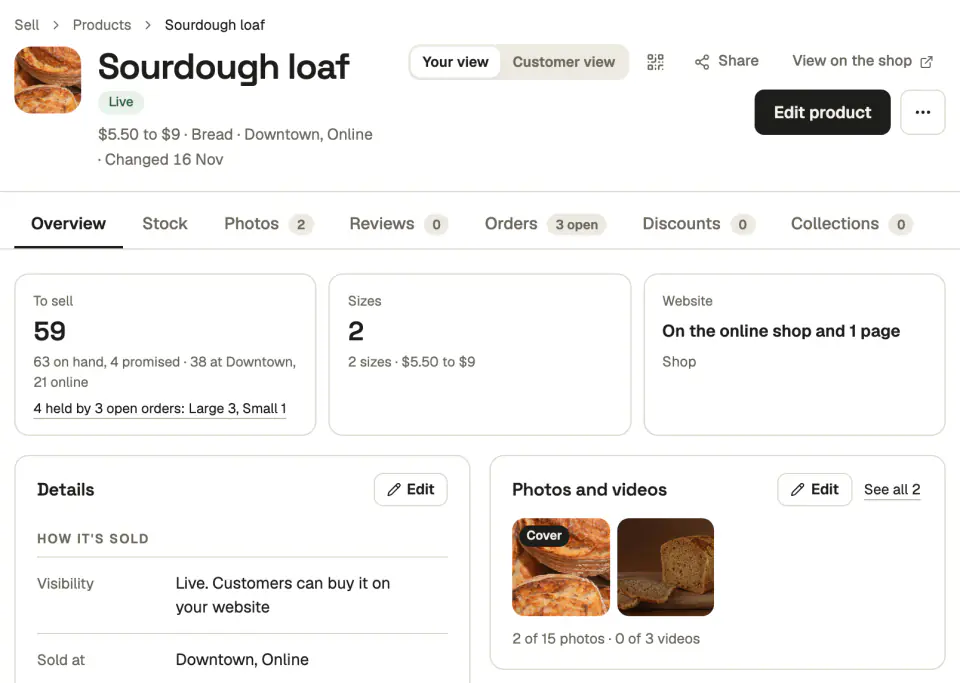 Sell > Products > Sourdough loaf
Sourdough loaf
Your view
Customer view
Share
View on the shop
Live
$5.50 to $9 · Bread · Downtown, Online
· Changed 16 Nov
Edit product
Overview
Stock
Photos 2
Reviews 0
Orders 3 open
Discounts 0
Collections 0
To sell
59
63 on hand, 4 promised · 38 at Downtown,
21 online
4 held by 3 open orders: Large 3, Small 1
Sizes
2
2 sizes · $5.50 to $9
Website
On the online shop and 1 page
Shop
Details
Edit
HOW IT'S SOLD
Visibility
Live. Customers can buy it on
your website
Sold at
Downtown, Online
Photos and videos
Edit
See all 2
Cover
2 of 15 photos · 0 of 3 videos